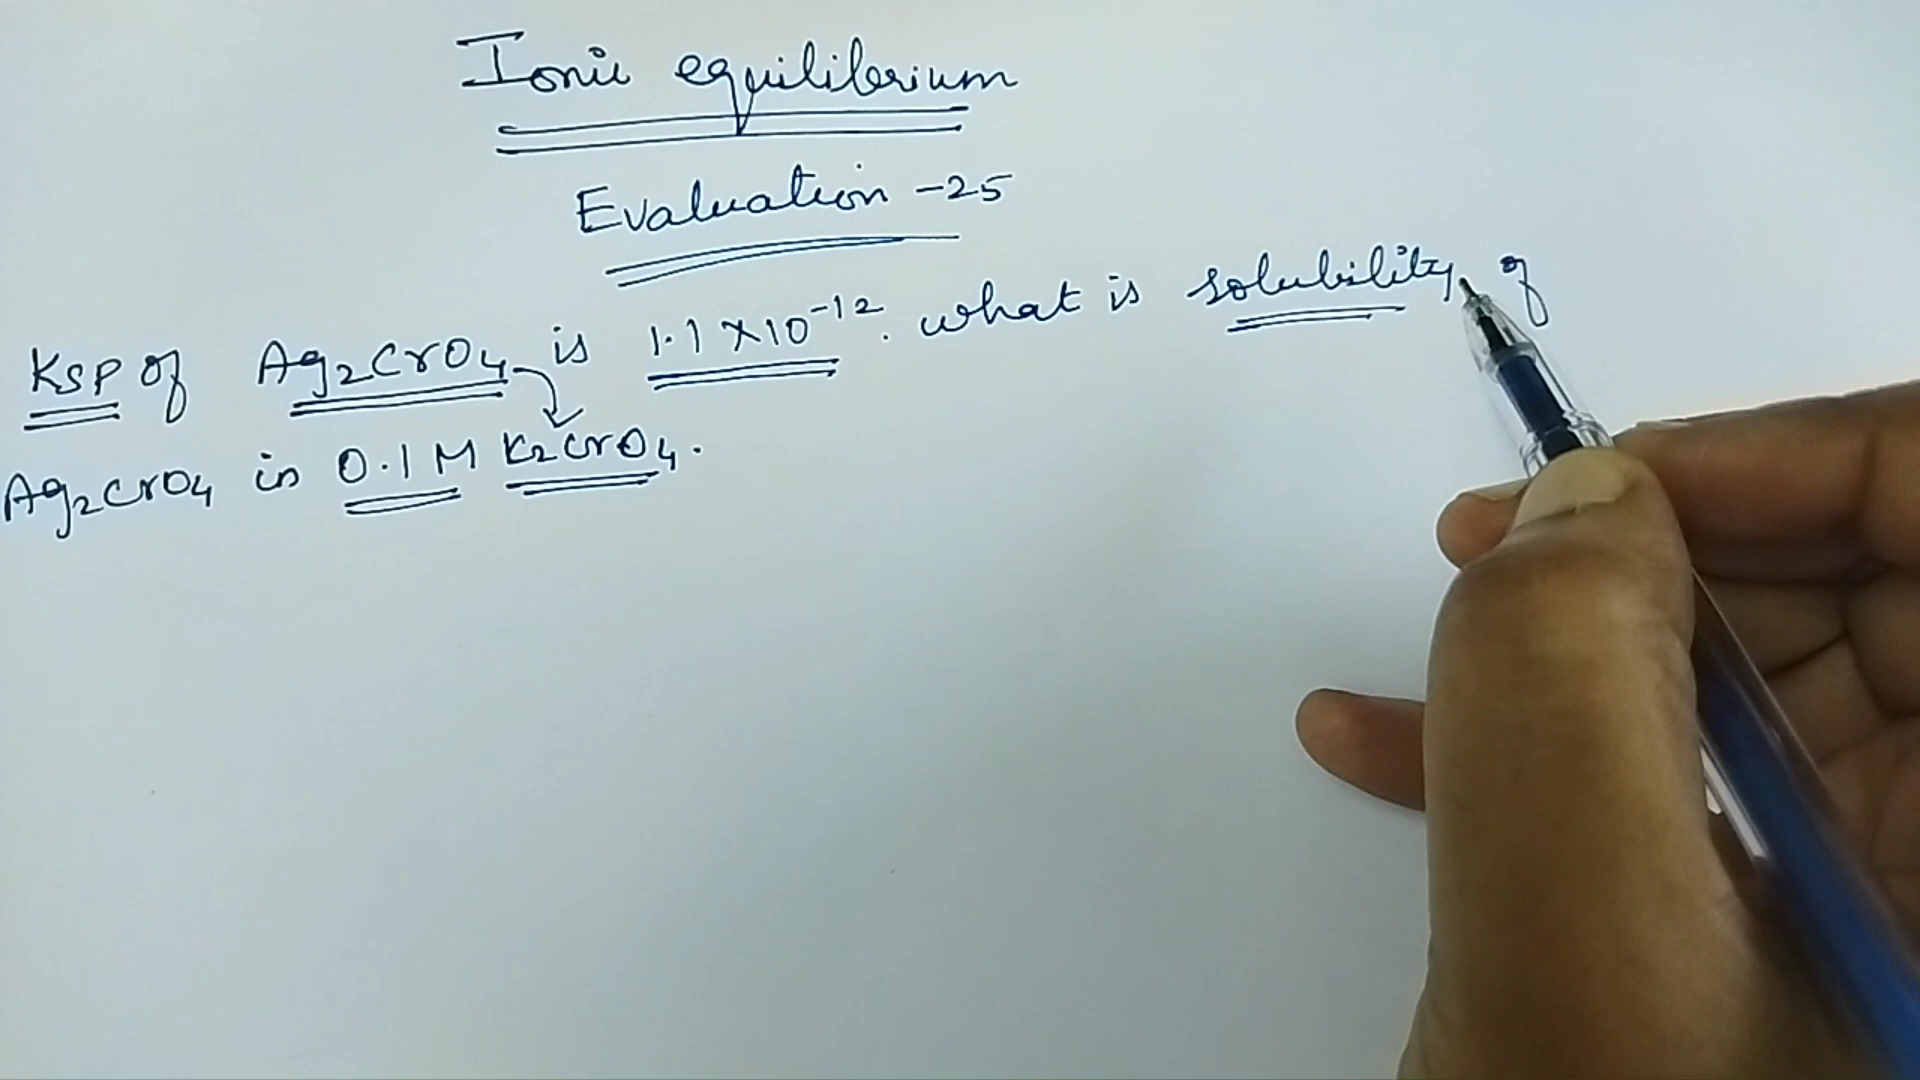 Ionic equilibrium
Evaluation -25
KSP of Ag₂CrO₄ is 1.1 ×10⁻¹². what is solubility of
Ag₂CrO₄ in 0.1 M K₂CrO₄.